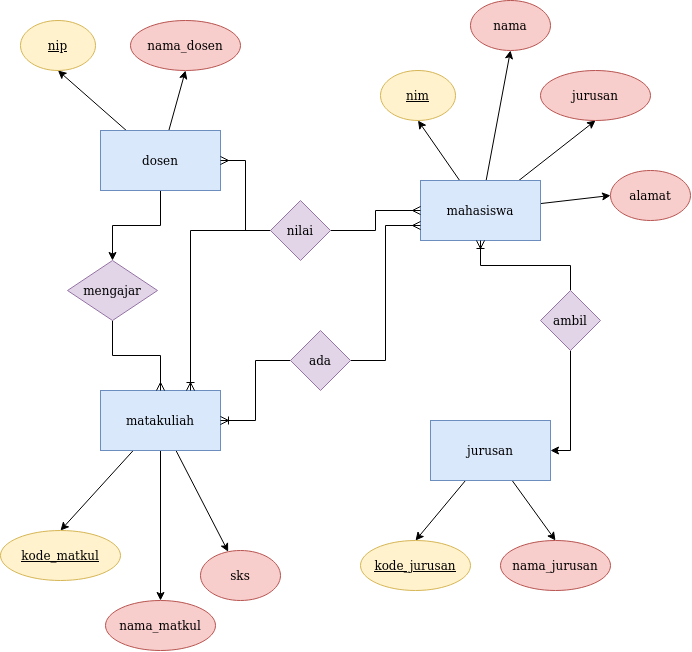 nama
nip
nama_dosen
nim
jurusan
dosen
alamat
mahasiswa
nilai
mengajar
ambil
ada
matakuliah
jurusan
kode_matkul
sks
kode_jurusan
nama_jurusan
nama_matkul